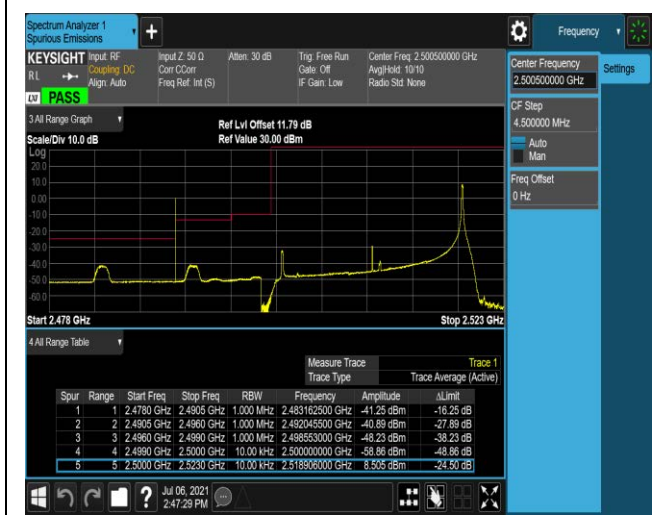 Spectrum Analyzer 1
Spurious Emissions
+
Frequency
KEYSIGHT Input: RF Input Z: 50 Ω Atten: 30 dB Trig: Free Run Center Freq: 2.500500000 GHz
RL Coupling: DC Corr CCorr Gate: Off Avg|Hold: 10/10
Align: Auto Freq Ref: Int (S) IF Gain: Low Radio Std: None
LXI PASS
Center Frequency
2.500500000 GHz
Settings
CF Step
4.500000 MHz
Auto
Man
Freq Offset
0 Hz
3 All Range Graph
Ref Lvl Offset 11.79 dB
Scale/Div 10.0 dB Ref Value 30.00 dBm
Log
20.0
10.0
0.00
-10.0
-20.0
-30.0
-40.0
-50.0
-60.0
Start 2.478 GHz Stop 2.523 GHz
4 All Range Table
Measure Trace Trace 1
Trace Type Trace Average (Active)
Spur Range Start Freq Stop Freq RBW Frequency Amplitude ΔLimit
1 1 2.4780 GHz 2.4905 GHz 1.000 MHz 2.483162500 GHz -41.25 dBm -16.25 dB
2 2 2.4905 GHz 2.4960 GHz 1.000 MHz 2.492045500 GHz -40.89 dBm -27.89 dB
3 3 2.4960 GHz 2.4990 GHz 1.000 MHz 2.498553000 GHz -48.23 dBm -38.23 dB
4 4 2.4990 GHz 2.5000 GHz 10.00 kHz 2.500000000 GHz -58.86 dBm -48.86 dB
5 5 2.5000 GHz 2.5230 GHz 10.00 kHz 2.518906000 GHz 8.505 dBm -24.50 dB
? Jul 06, 2021
2:47:29 PM